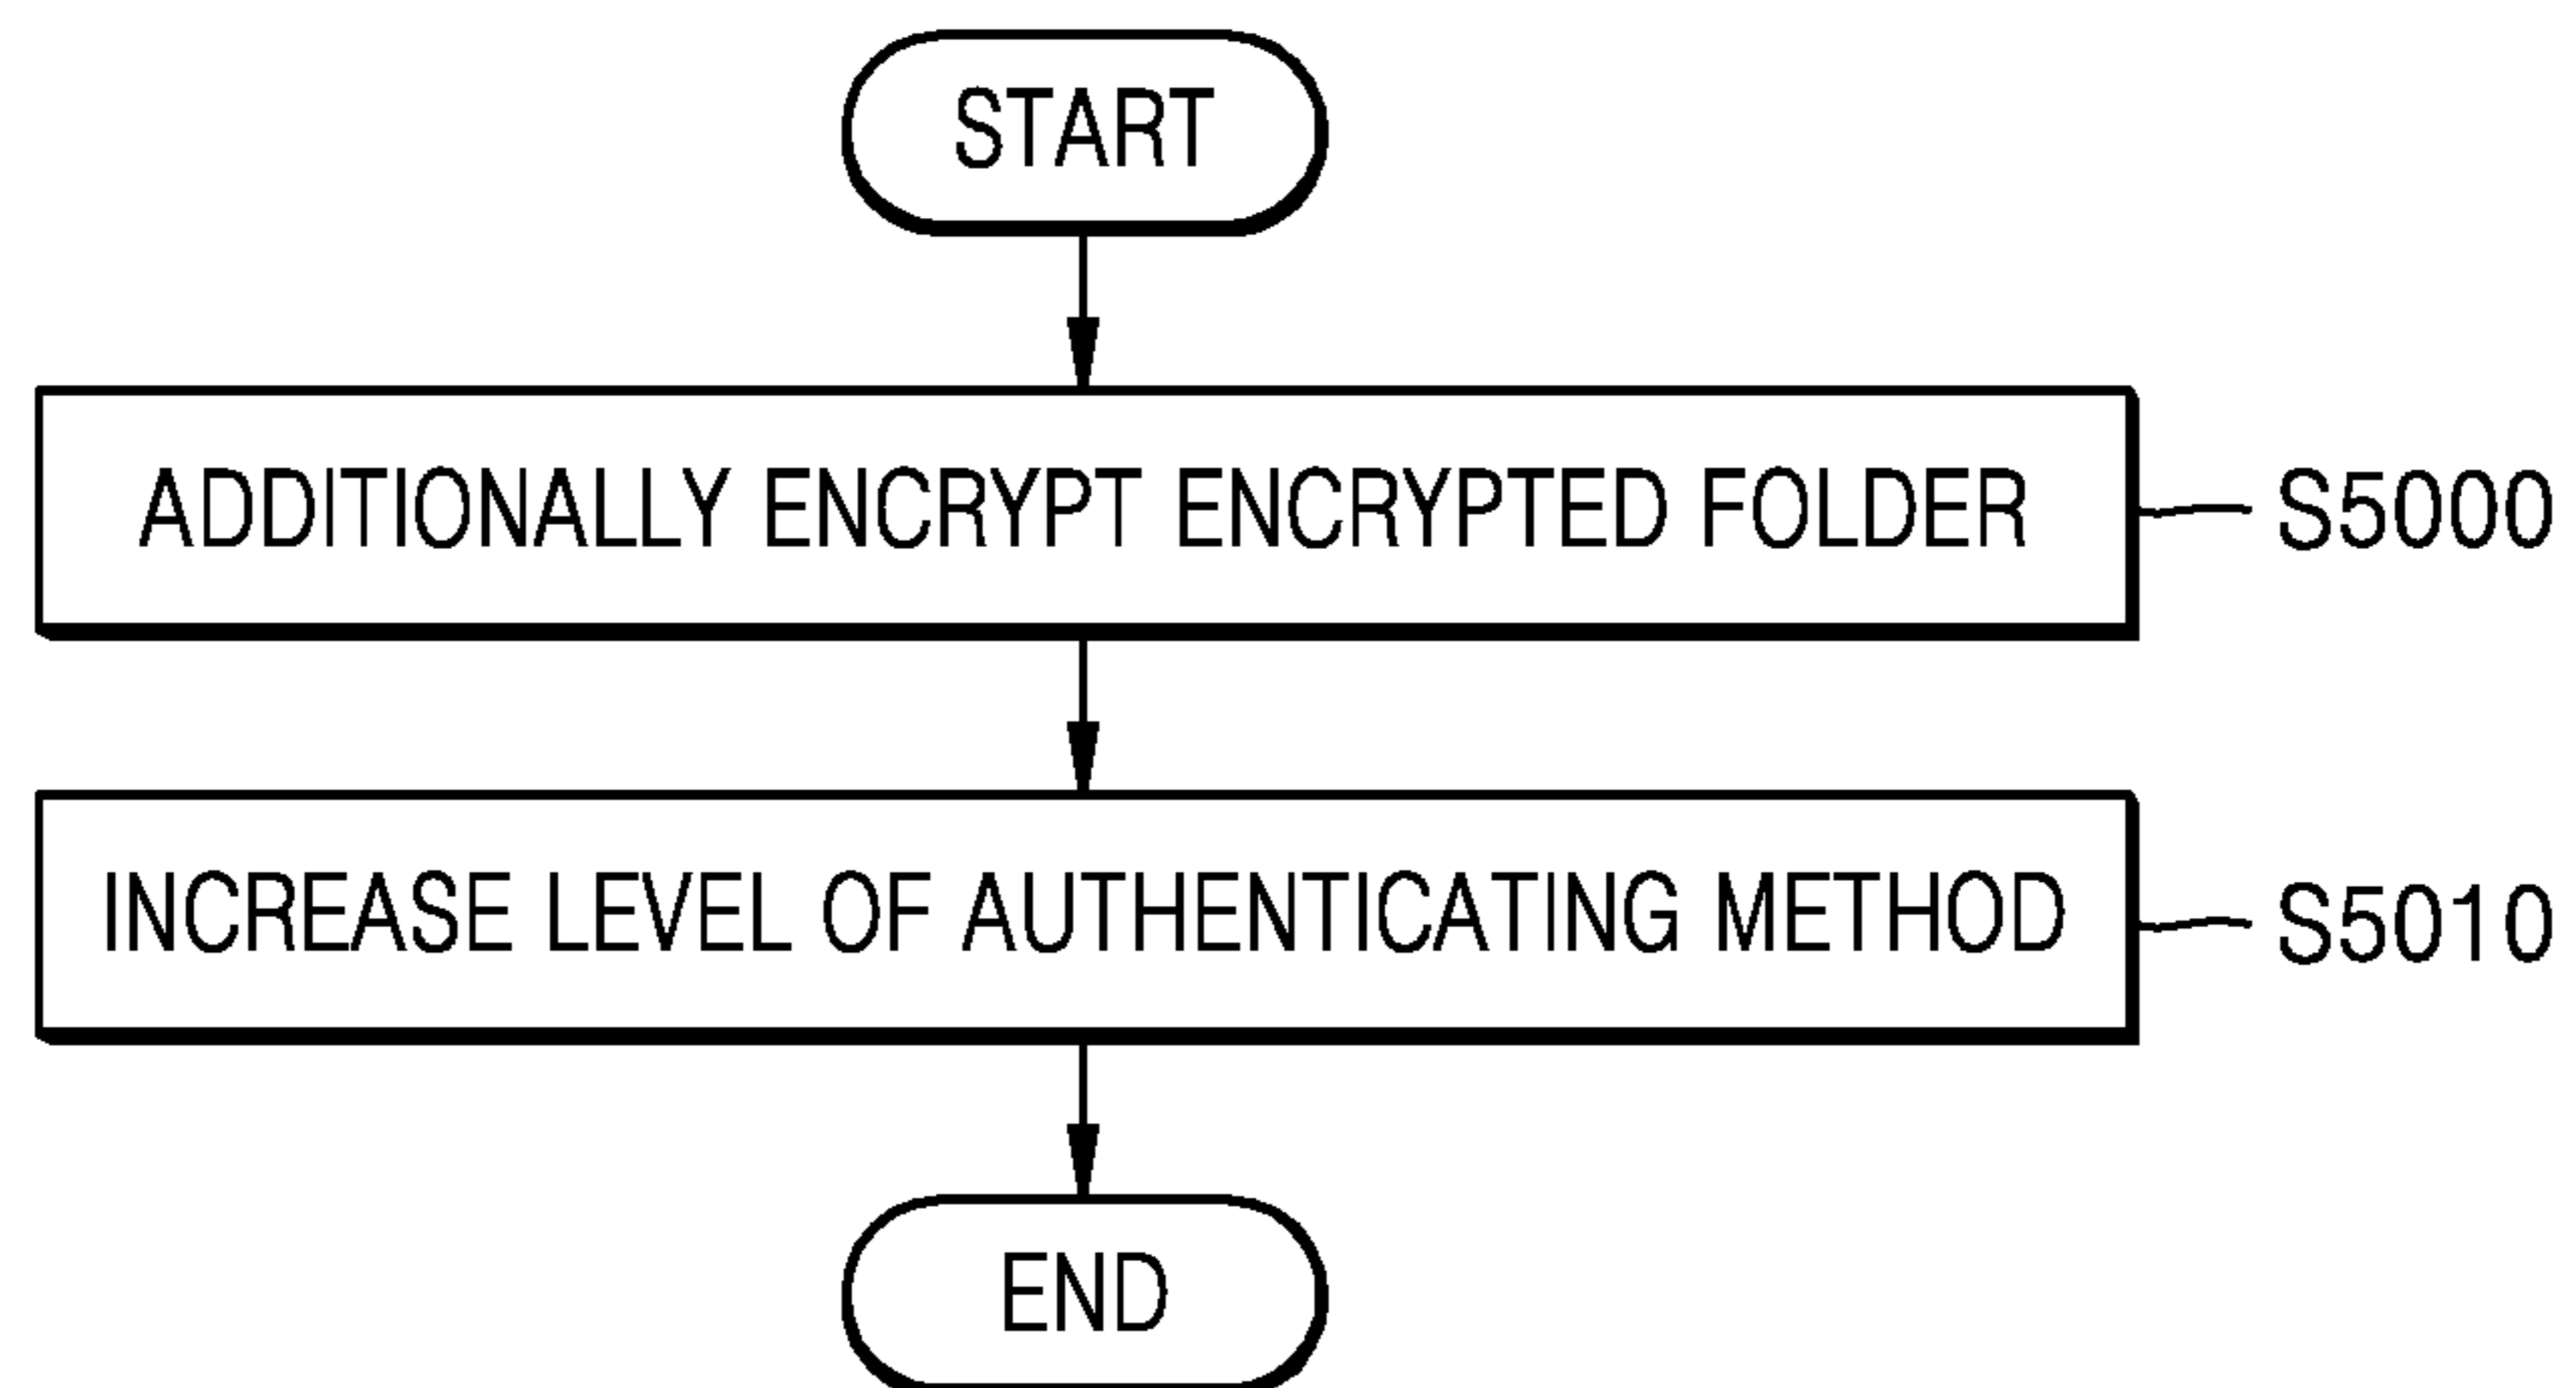 START
ADDITIONALLY ENCRYPT ENCRYPTED FOLDER
S5000
INCREASE LEVEL OF AUTHENTICATING METHOD
S5010
END